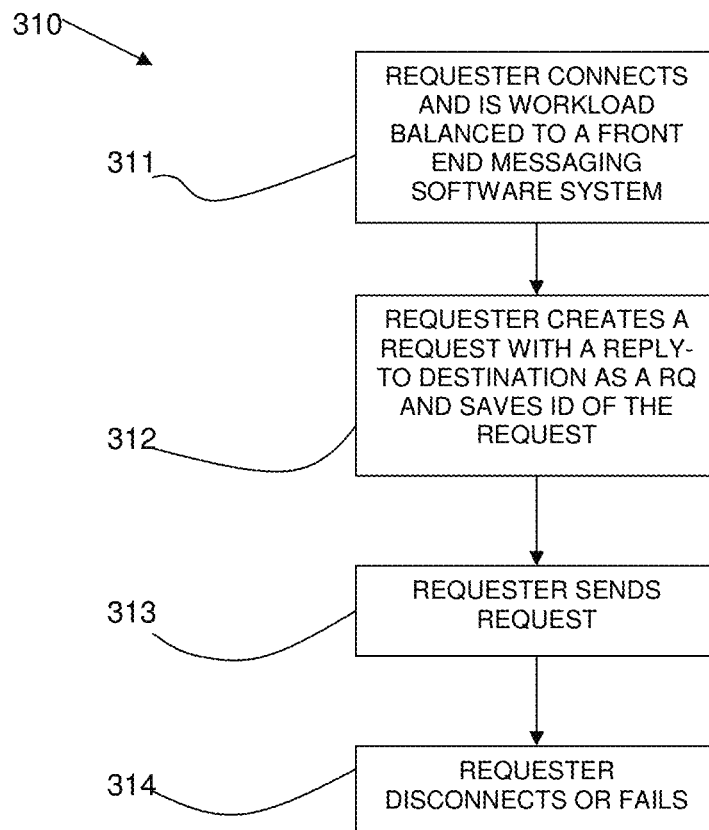 310
REQUESTER CONNECTS
AND IS WORKLOAD
BALANCED TO A FRONT
END MESSAGING
SOFTWARE SYSTEM
311
REQUESTER CREATES A
REQUEST WITH A REPLY-
TO DESTINATION AS A RQ
AND SAVES ID OF THE
REQUEST
312
REQUESTER SENDS
REQUEST
313
REQUESTER
DISCONNECTS OR FAILS
314